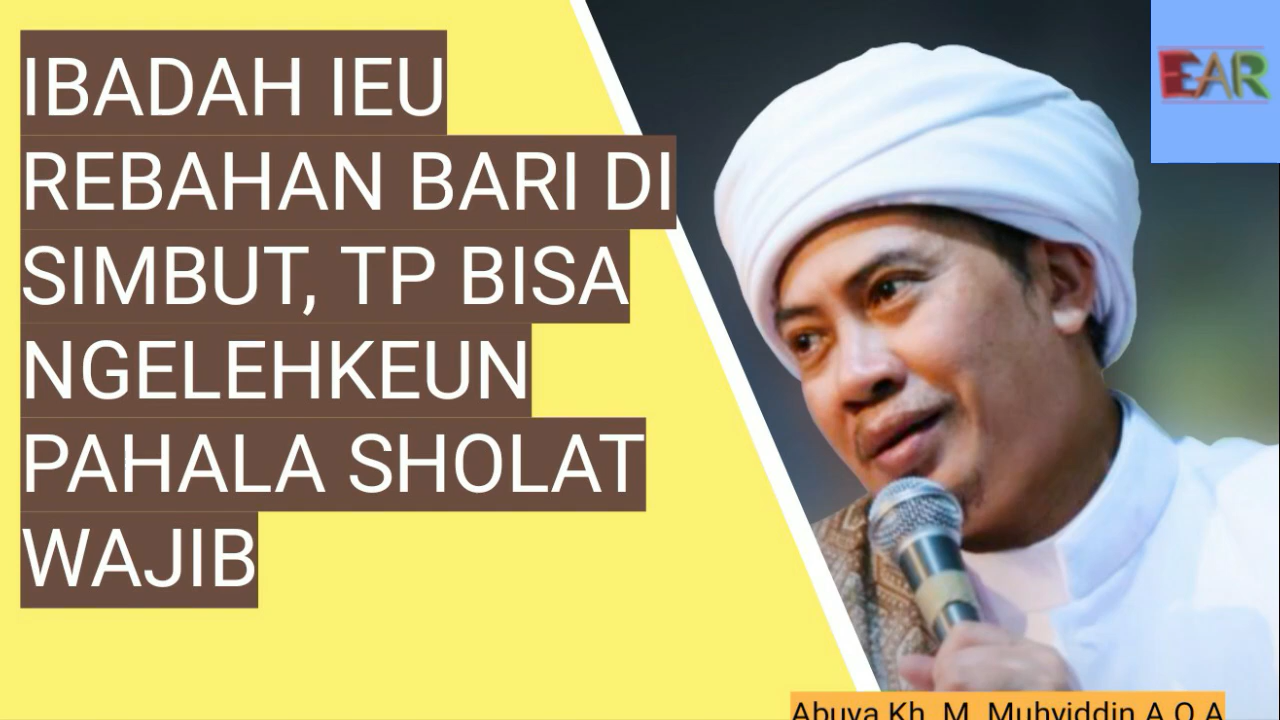 IBADAH IEU
REBAHAN BARI DI
SIMBUT, TP BISA
NGELEHKEUN
PAHALA SHOLAT
WAJIB
EAR
Abuya Kh. M. Muhyiddin A.Q.A